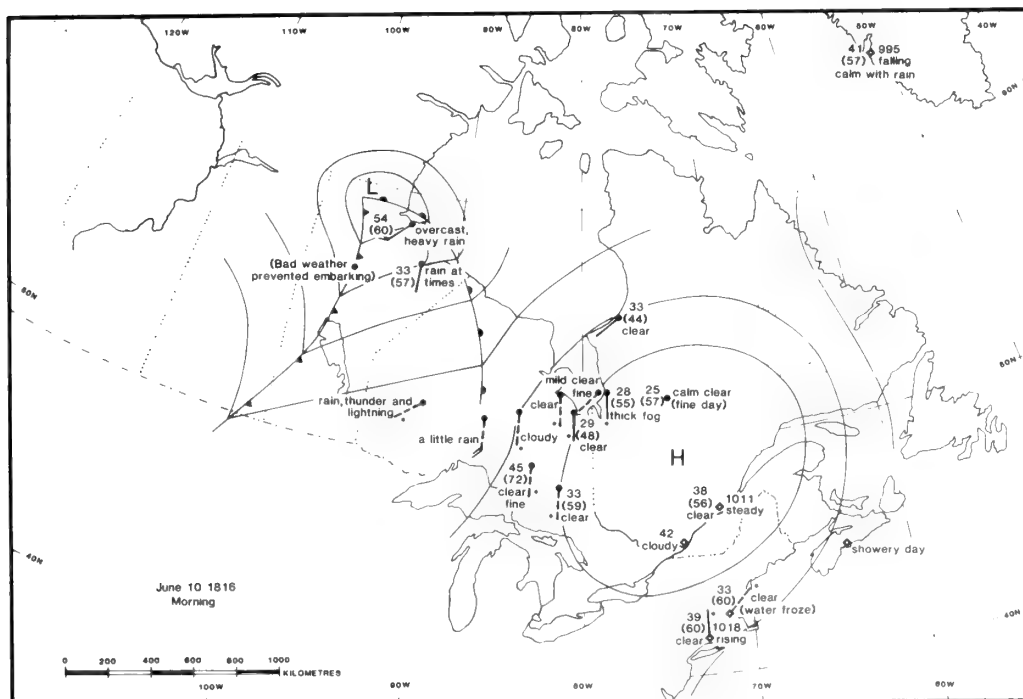 120W 110W 100W 90W 80W 70W 60W 50W 40W
41 995
(57) falling
calm with rain
60N
L
54
(60)
overcast,
heavy rain
(Bad weather
prevented embarking)
33
(57)
rain at
times
50N
33
(44)
clear
50N
rain, thunder and
lightning
mild clear
fine
clear
28
(55)
thick fog
25
(57)
calm clear
(fine day)
a little rain
cloudy
29
(48)
clear
H
45
(72)
clear
fine
33
(59)
clear
38
(56)
clear
1011
steady
42
cloudy
showery day
40N
June 10 1816
Morning
33
(60)
clear
(water froze)
40N
39
(60)
clear
1018
rising
0 200 400 600 800 1000
KILOMETRES
100W 90W 80W 70W 60W